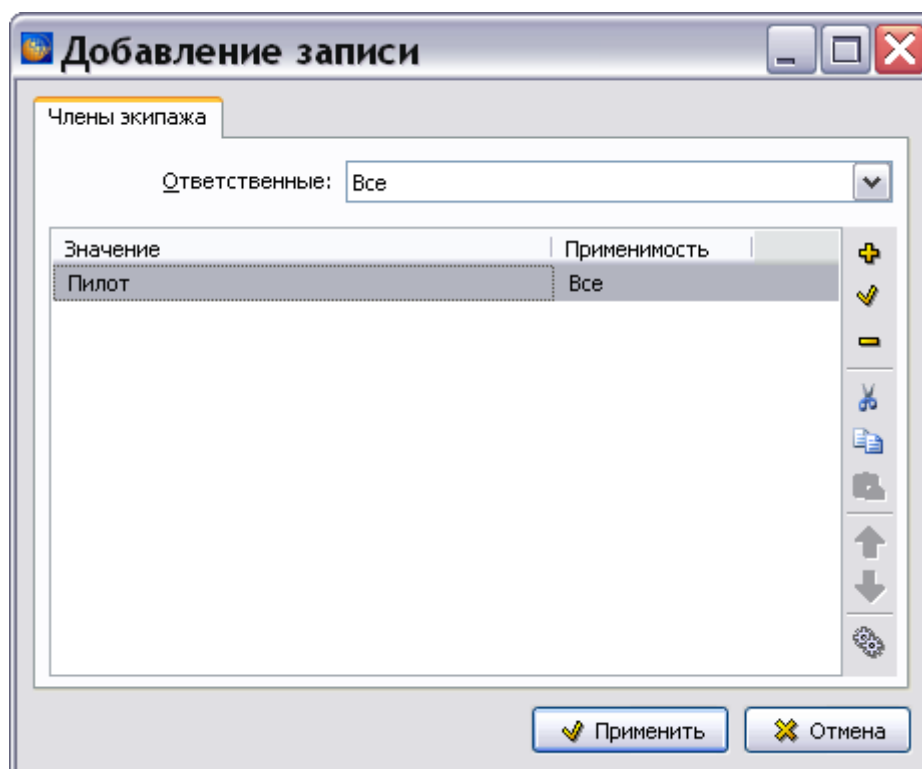 Добавление записи
Члены экипажа
Ответственные: Все
Значение Применимость
Пилот Все
Применить Отмена